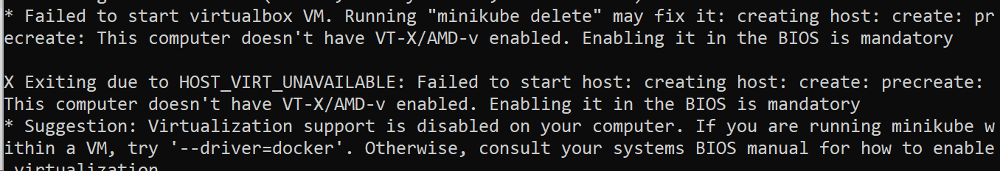 * Failed to start virtualbox VM. Running "minikube delete" may fix it: creating host: create: pr
ecreate: This computer doesn't have VT-X/AMD-v enabled. Enabling it in the BIOS is mandatory
X Exiting due to HOST_VIRT_UNAVAILABLE: Failed to start host: creating host: create: precreate:
This computer doesn't have VT-X/AMD-v enabled. Enabling it in the BIOS is mandatory
* Suggestion: Virtualization support is disabled on your computer. If you are running minikube w
ithin a VM, try '--driver=docker'. Otherwise, consult your systems BIOS manual for how to enable
virtualization